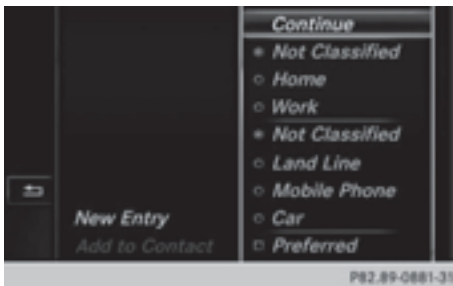 Continue
Not Classified
Home
Work
Not Classified
Land Line
Mobile Phone
Car
Preferred
New Entry
Add to Contact
P82.89-0881-31